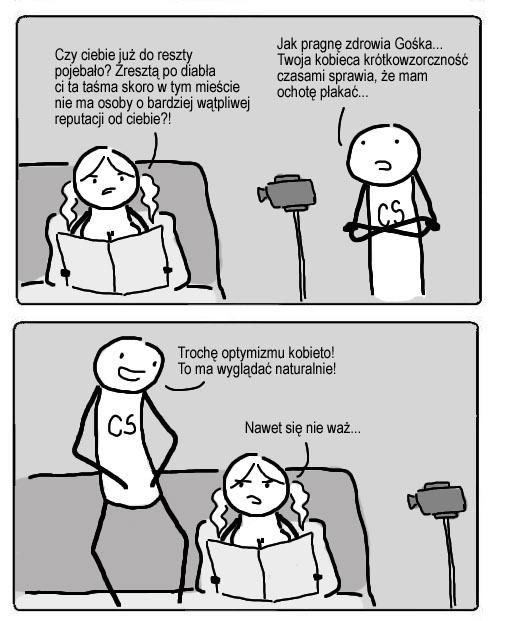 Czy ciebie już do reszty
pojebało? Zresztą po diabła
ci ta taśma skoro w tym mieście
nie ma osoby o bardziej wątpliwej
reputacji od ciebie?!
Jak pragnę zdrowia Gośka...
Twoja kobieca krótkowzorczność
czasami sprawia, że mam
ochotę płakać...
CS
Trochę optymizmu kobieto!
To ma wyglądać naturalnie!
CS
Nawet się nie waż...